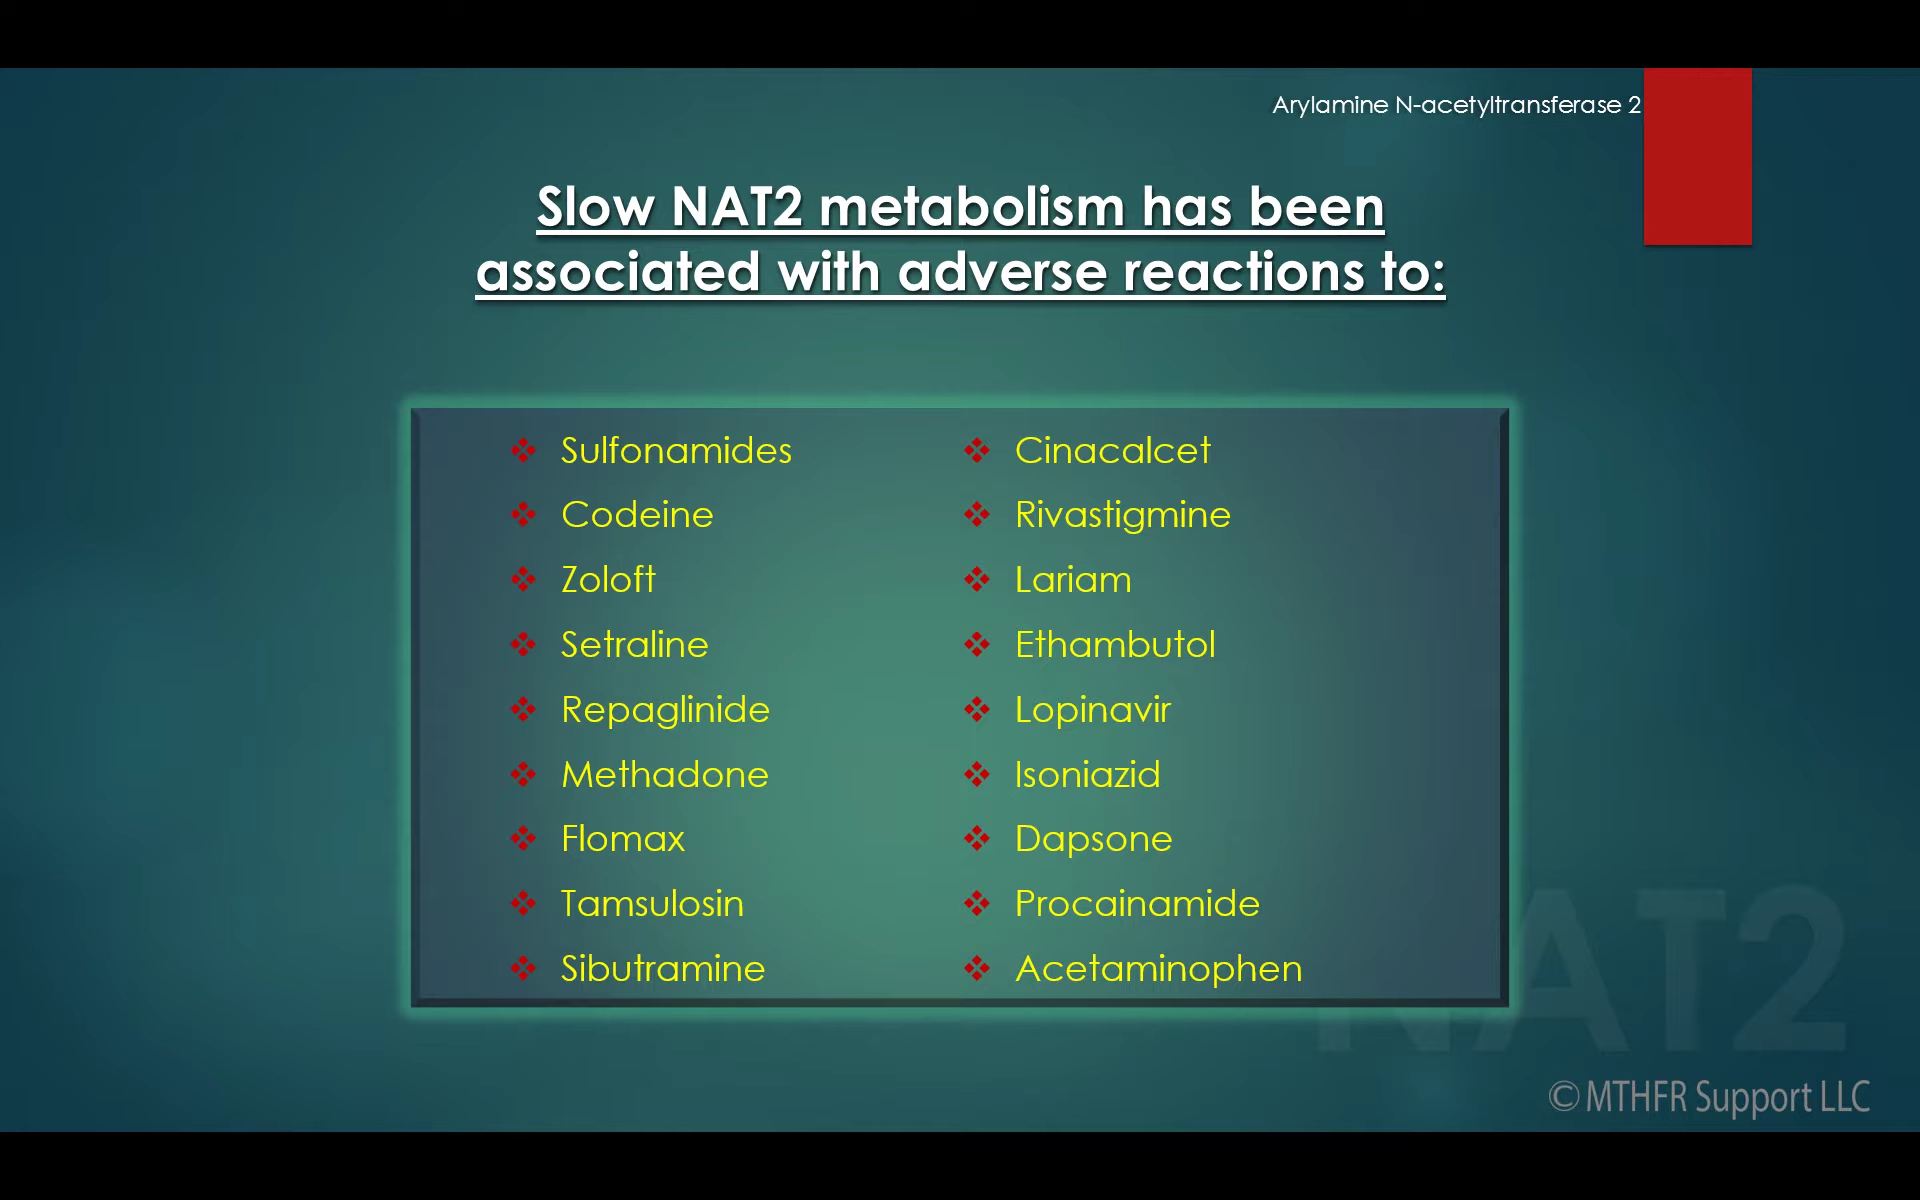 Arylamine N-acetyltransferase 2
Slow NAT2 metabolism has been
associated with adverse reactions to:
Sulfonamides
Codeine
Zoloft
Setraline
Repaglinide
Methadone
Flomax
Tamsulosin
Sibutramine
Cinacalcet
Rivastigmine
Lariam
Ethambutol
Lopinavir
Isoniazid
Dapsone
Procainamide
Acetaminophen
NAT2
© MTHFR Support LLC